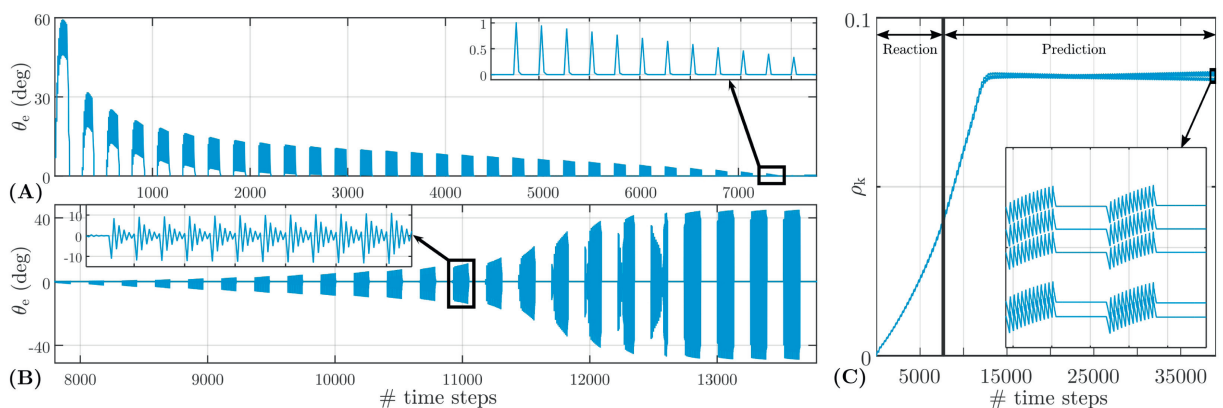 60
30
0
θe (deg)
(A)
1
0.5
0
1000 2000 3000 4000 5000 6000 7000
40
0
-40
θe (deg)
(B)
10
0
-10
8000 9000 10000 11000 12000 13000
# time steps
0.1
ρk
0
Reaction
Prediction
(C)
5000 15000 25000 35000
# time steps